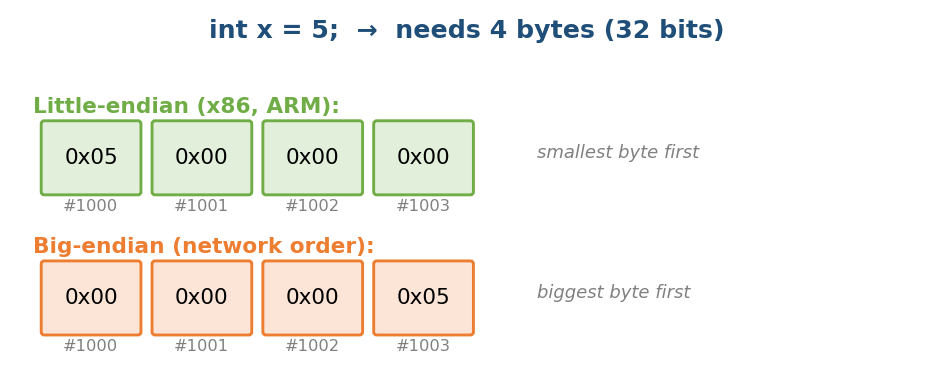 int x = 5;  →  needs 4 bytes (32 bits)
Little-endian (x86, ARM):
0x05 0x00 0x00 0x00 smallest byte first
#1000 #1001 #1002 #1003
Big-endian (network order):
0x00 0x00 0x00 0x05 biggest byte first
#1000 #1001 #1002 #1003